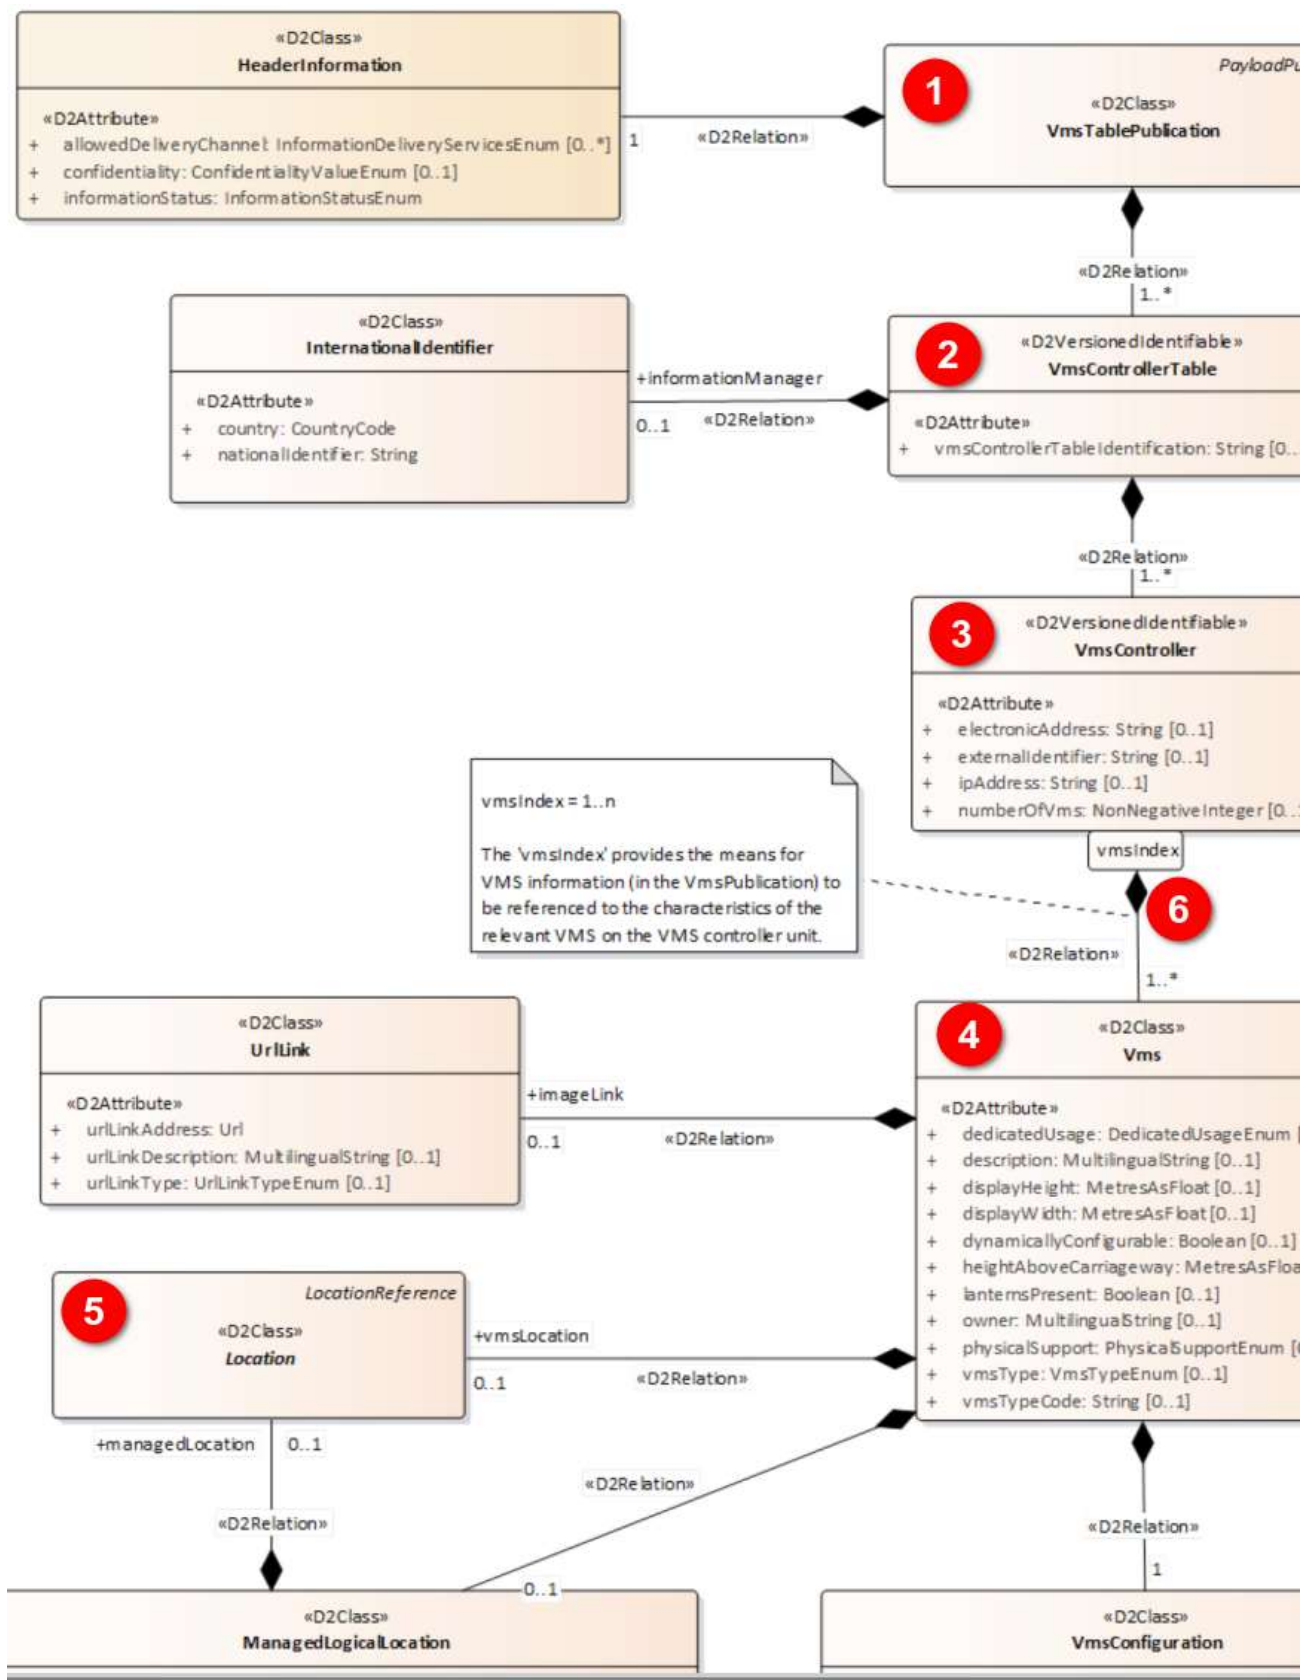 «D2Class»
HeaderInformation
«D2Attribute»
+ allowedDeliveryChannel: InformationDeliveryServicesEnum [0..*]
+ confidentiality: ConfidentialityValueEnum [0..1]
+ informationStatus: InformationStatusEnum
1
«D2Relation»
1
PayloadPu
«D2Class»
VmsTablePublication
«D2Relation»
1..*
«D2Class»
InternationalIdentifier
«D2Attribute»
+ country: CountryCode
+ nationalIdentifier: String
+informationManager
0..1
«D2Relation»
2
«D2VersionedIdentifiable»
VmsControllerTable
«D2Attribute»
+ vmsControllerTableIdentification: String [0..
«D2Relation»
1..*
3
«D2VersionedIdentifiable»
VmsController
«D2Attribute»
+ electronicAddress: String [0..1]
+ externalIdentifier: String [0..1]
+ ipAddress: String [0..1]
+ numberOfVms: NonNegativeInteger [0..
vmsIndex
vmsIndex = 1..n
The 'vmsIndex' provides the means for
VMS information (in the VmsPublication) to
be referenced to the characteristics of the
relevant VMS on the VMS controller unit.
6
«D2Relation»
1..*
«D2Class»
UrlLink
«D2Attribute»
+ urlLinkAddress: Url
+ urlLinkDescription: MultilingualString [0..1]
+ urlLinkType: UrlLinkTypeEnum [0..1]
+imageLink
0..1
«D2Relation»
4
«D2Class»
Vms
«D2Attribute»
+ dedicatedUsage: DedicatedUsageEnum [
+ description: MultilingualString [0..1]
+ displayHeight: MetresAsFloat [0..1]
+ displayWidth: MetresAsFloat [0..1]
+ dynamicallyConfigurable: Boolean [0..1]
+ heightAboveCarriageway: MetresAsFloa
+ lanternsPresent: Boolean [0..1]
+ owner: MultilingualString [0..1]
+ physicalSupport: PhysicalSupportEnum [0
+ vmsType: VmsTypeEnum [0..1]
+ vmsTypeCode: String [0..1]
5
LocationReference
«D2Class»
Location
+vmsLocation
0..1
«D2Relation»
+managedLocation
0..1
«D2Relation»
«D2Relation»
0..1
«D2Class»
ManagedLogicalLocation
«D2Relation»
1
«D2Class»
VmsConfiguration